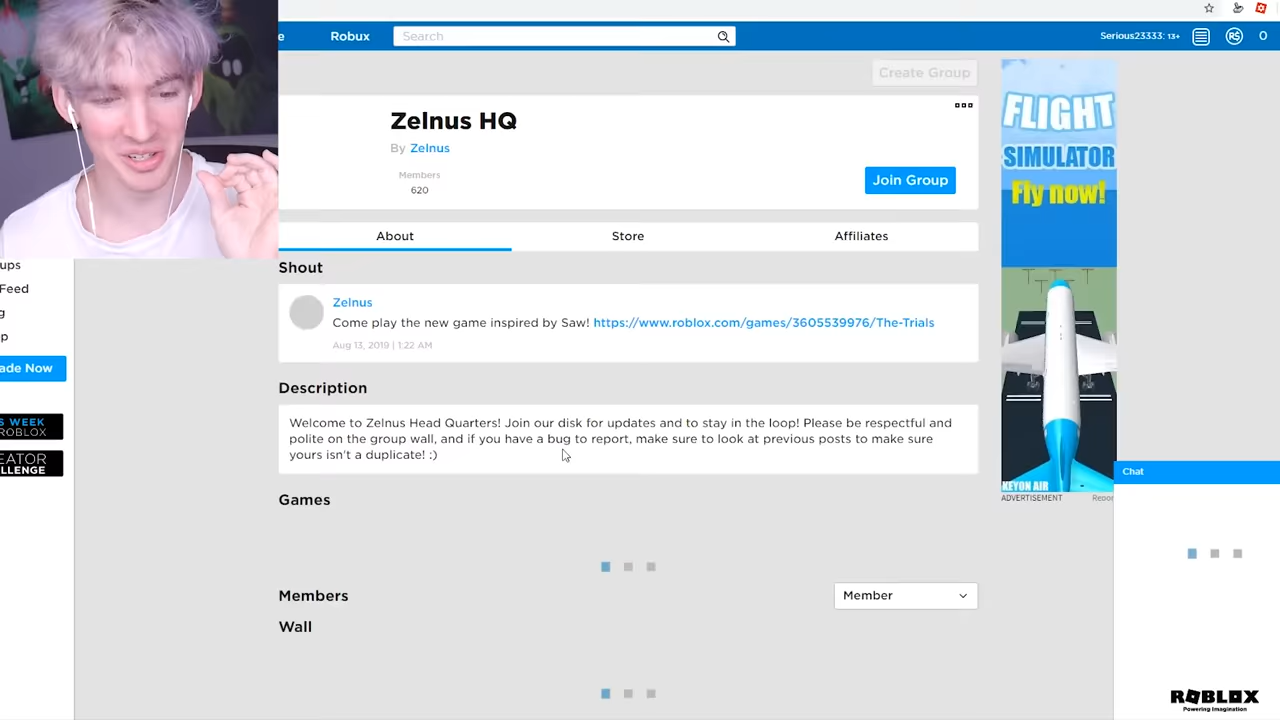 e
Robux
Search
Serious23333: 13+
0
Create Group
Zelnus HQ
By Zelnus
Members
620
Join Group
About
Store
Affiliates
Shout
Zelnus
Come play the new game inspired by Saw! https://www.roblox.com/games/3605539976/The-Trials
Aug 13, 2019 | 1:22 AM
Description
Welcome to Zelnus Head Quarters! Join our disk for updates and to stay in the loop! Please be respectful and
polite on the group wall, and if you have a bug to report, make sure to look at previous posts to make sure
yours isn't a duplicate! :)
Games
Members
Member
Wall
ups
Feed
g
p
ade Now
S WEEK
ROBLOX
EATOR
LLENGE
FLIGHT
SIMULATOR
Fly now!
KEYON AIR
ADVERTISEMENT
Repor
Chat
ROBLOX
Powering Imagination